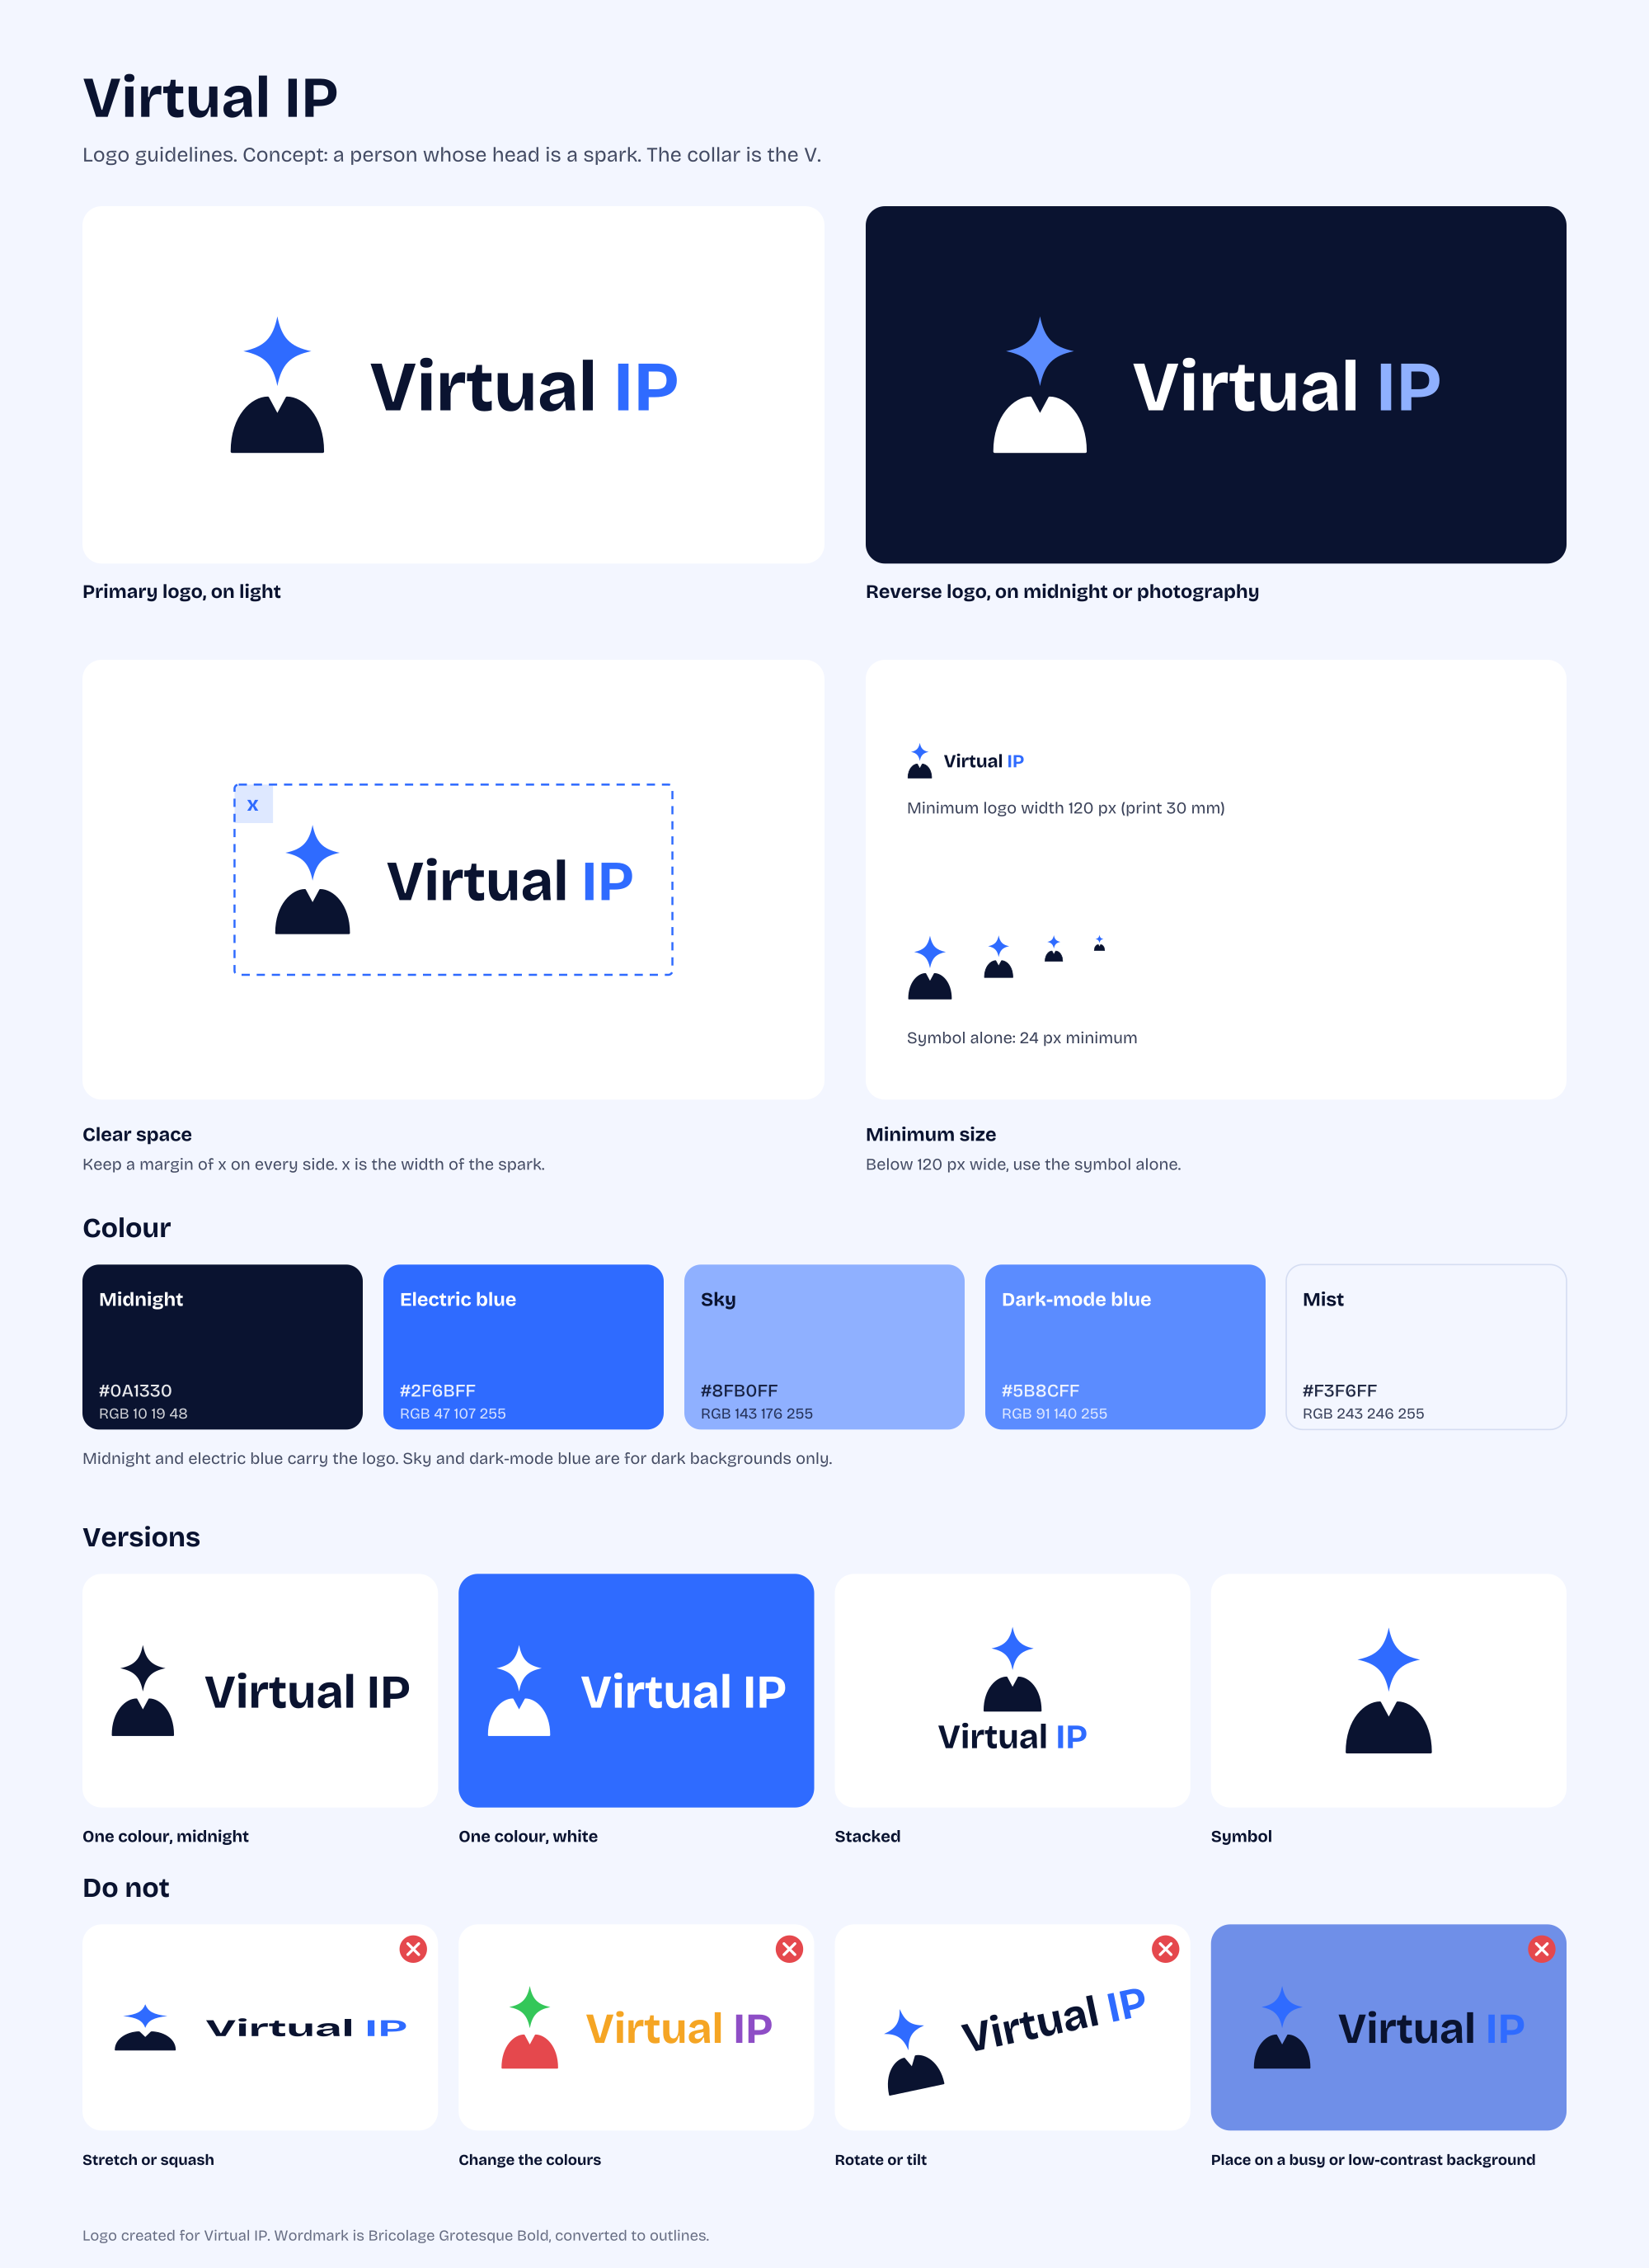 Virtual IP
Logo guidelines. Concept: a person whose head is a spark. The collar is the V.
Virtual IP
Virtual IP
Primary logo, on light
Reverse logo, on midnight or photography
x
Virtual IP
Virtual IP
Minimum logo width 120 px (print 30 mm)
Symbol alone: 24 px minimum
Clear space
Keep a margin of x on every side. x is the width of the spark.
Minimum size
Below 120 px wide, use the symbol alone.
Colour
Midnight
#0A1330
RGB 10 19 48
Electric blue
#2F6BFF
RGB 47 107 255
Sky
#8FB0FF
RGB 143 176 255
Dark-mode blue
#5B8CFF
RGB 91 140 255
Mist
#F3F6FF
RGB 243 246 255
Midnight and electric blue carry the logo. Sky and dark-mode blue are for dark backgrounds only.
Versions
Virtual IP
Virtual IP
Virtual IP
One colour, midnight
One colour, white
Stacked
Symbol
Do not
Virtual IP
Virtual IP
Virtual IP
Virtual IP
Stretch or squash
Change the colours
Rotate or tilt
Place on a busy or low-contrast background
Logo created for Virtual IP. Wordmark is Bricolage Grotesque Bold, converted to outlines.